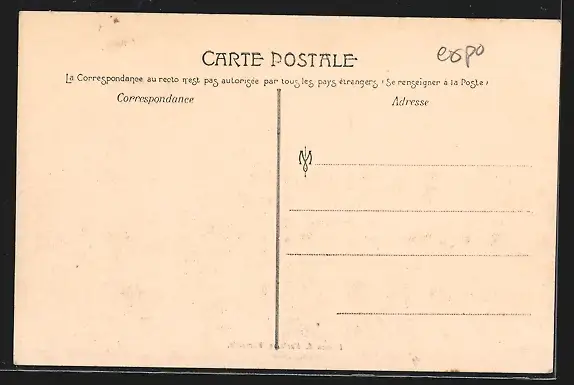 CARTE POSTALE
expo
La Correspondance au recto n'est pas autorisée par tous les pays étrangers (Se renseigner à la Poste)
Correspondance
Adresse
M